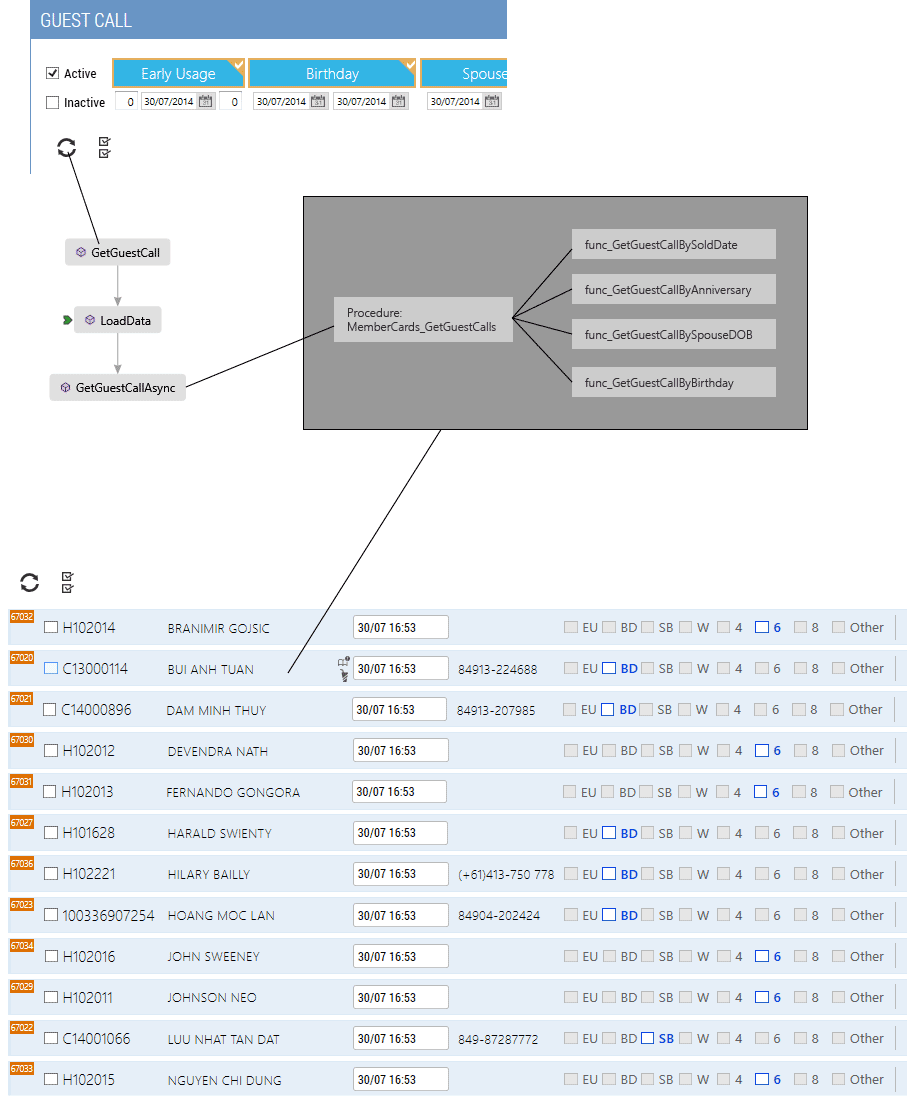 GUEST CALL
Active
Early Usage
Birthday
Spouse
Inactive
0
30/07/2014
0
30/07/2014
30/07/2014
30/07/2014
GetGuestCall
LoadData
GetGuestCallAsync
Procedure:
MemberCards_GetGuestCalls
func_GetGuestCallBySoldDate
func_GetGuestCallByAnniversary
func_GetGuestCallBySpouseDOB
func_GetGuestCallByBirthday
67032
H102014 BRANIMIR GOJSIC 30/07 16:53 EU BD SB W 4 6 8 Other
67020
C13000114 BUI ANH TUAN 30/07 16:53 84913-224688 EU BD SB W 4 6 8 Other
67021
C14000896 DAM MINH THUY 30/07 16:53 84913-207985 EU BD SB W 4 6 8 Other
67030
H102012 DEVENDRA NATH 30/07 16:53 EU BD SB W 4 6 8 Other
67031
H102013 FERNANDO GONGORA 30/07 16:53 EU BD SB W 4 6 8 Other
67027
H101628 HARALD SWIENTY 30/07 16:53 EU BD SB W 4 6 8 Other
67036
H102221 HILARY BAILLY 30/07 16:53 (+61)413-750 778 EU BD SB W 4 6 8 Other
67023
100336907254 HOANG MOC LAN 30/07 16:53 84904-202424 EU BD SB W 4 6 8 Other
67034
H102016 JOHN SWEENEY 30/07 16:53 EU BD SB W 4 6 8 Other
67029
H102011 JOHNSON NEO 30/07 16:53 EU BD SB W 4 6 8 Other
67022
C14001066 LUU NHAT TAN DAT 30/07 16:53 849-87287772 EU BD SB W 4 6 8 Other
67033
H102015 NGUYEN CHI DUNG 30/07 16:53 EU BD SB W 4 6 8 Other